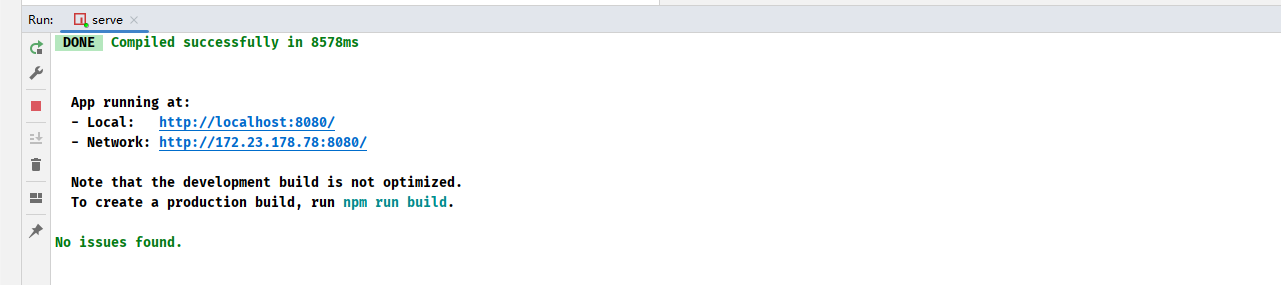 Run: serve
DONE Compiled successfully in 8578ms
App running at:
- Local: http://localhost:8080/
- Network: http://172.23.178.78:8080/
Note that the development build is not optimized.
To create a production build, run npm run build.
No issues found.